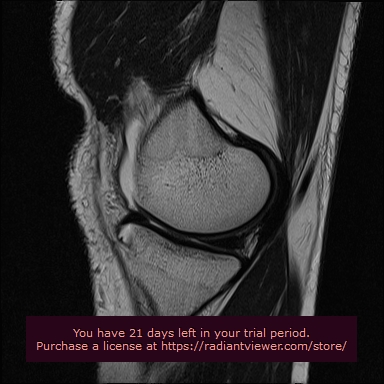 You have 21 days left in your trial period.
Purchase a license at https://radiantviewer.com/store/